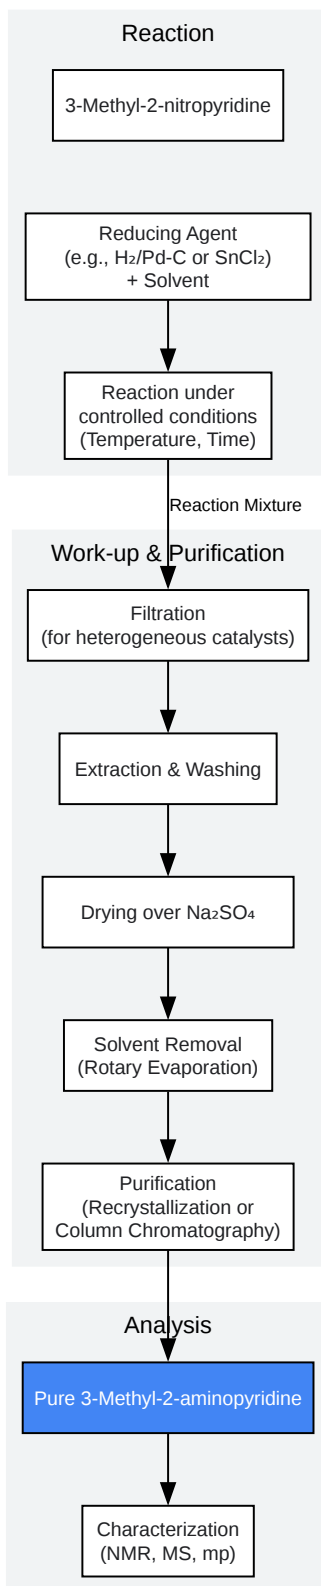 Reaction
3-Methyl-2-nitropyridine
Reducing Agent
(e.g., H₂/Pd-C or SnCl₂)
+ Solvent
Reaction under
controlled conditions
(Temperature, Time)
Reaction Mixture
Work-up & Purification
Filtration
(for heterogeneous catalysts)
Extraction & Washing
Drying over Na₂SO₄
Solvent Removal
(Rotary Evaporation)
Purification
(Recrystallization or
Column Chromatography)
Analysis
Pure 3-Methyl-2-aminopyridine
Characterization
(NMR, MS, mp)